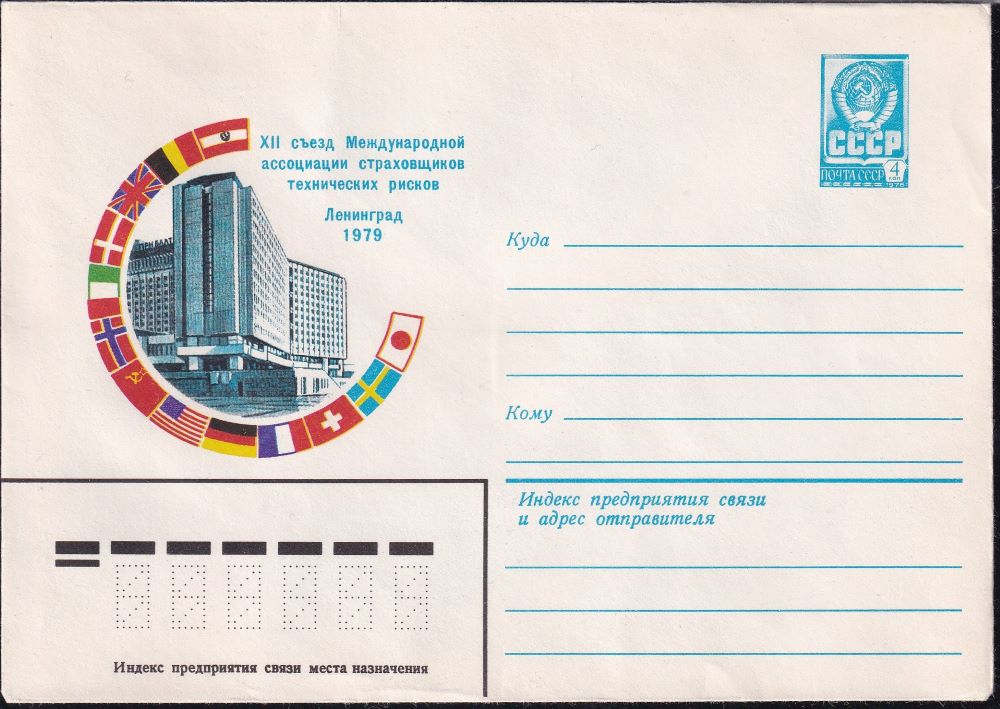 XII съезд Международной
ассоциации страховщиков
технических рисков
Ленинград
1979
СССР
ПОЧТА СССР 4
КОП
1978
Куда
Кому
Индекс предприятия связи
и адрес отправителя
Индекс предприятия связи места назначения